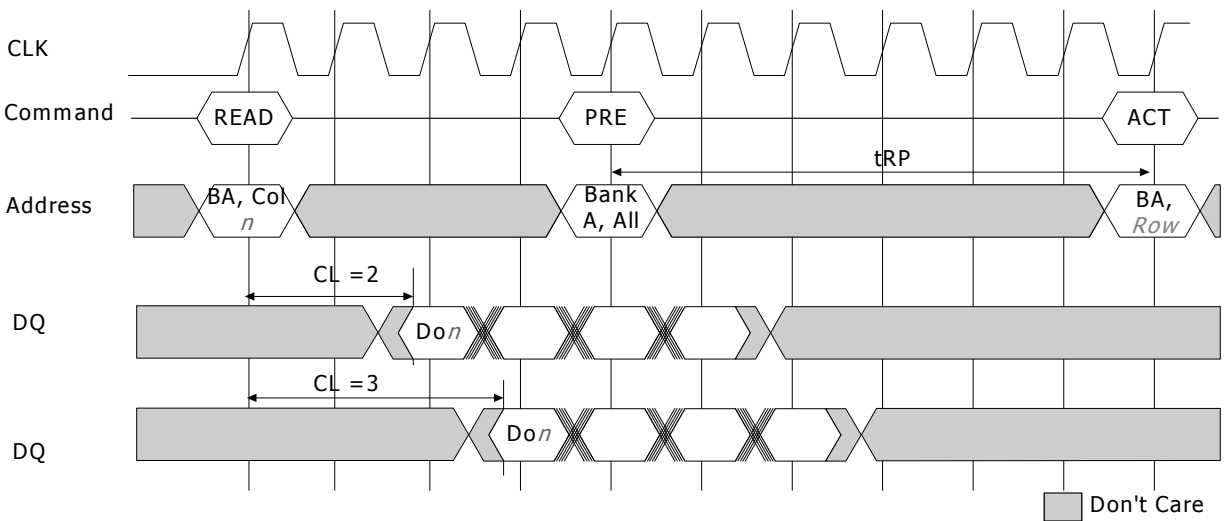 CLK
Command
READ
PRE
ACT
tRP
Address
BA, Col
n
Bank
A, All
BA,
Row
CL =2
DQ
Don
CL =3
DQ
Don
Don't Care